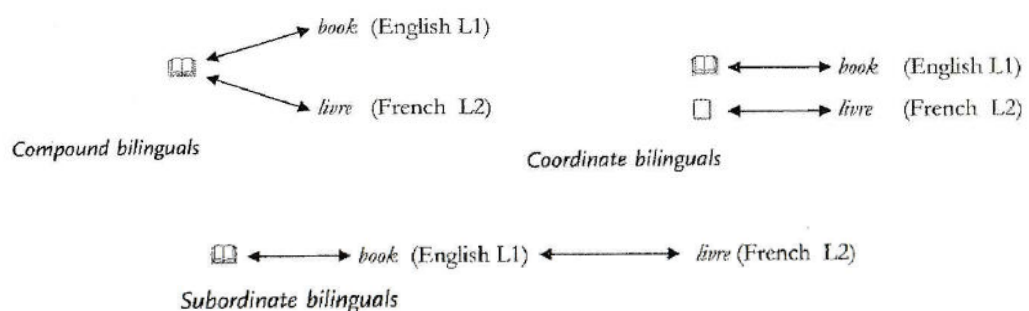 book (English L1)
livre (French L2)
Compound bilinguals
book (English L1)
livre (French L2)
Coordinate bilinguals
book (English L1) livre (French L2)
Subordinate bilinguals